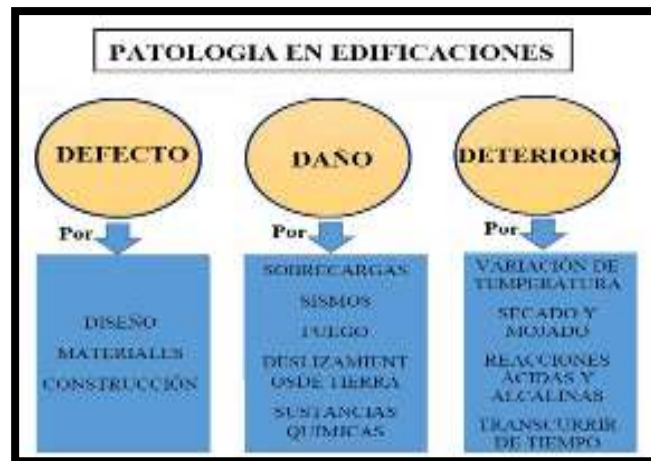 PATOLOGIA EN EDIFICACIONES
DEFECTO
Por
DISEÑO
MATERIALES
CONSTRUCCIÓN
DAÑO
Por
SOBRECARGAS
SISMOS
FUEGO
DESLIZAMIENT
OSDE TIERRA
SUSTANCIAS
QUIMICAS
DETERIORO
Por
VARIACIÓN DE
TEMPERATURA
SECADO Y
MOJADO
REACCIONES
ÁCIDAS Y
ALCALINAS
TRANSCURRIR
DE TIEMPO